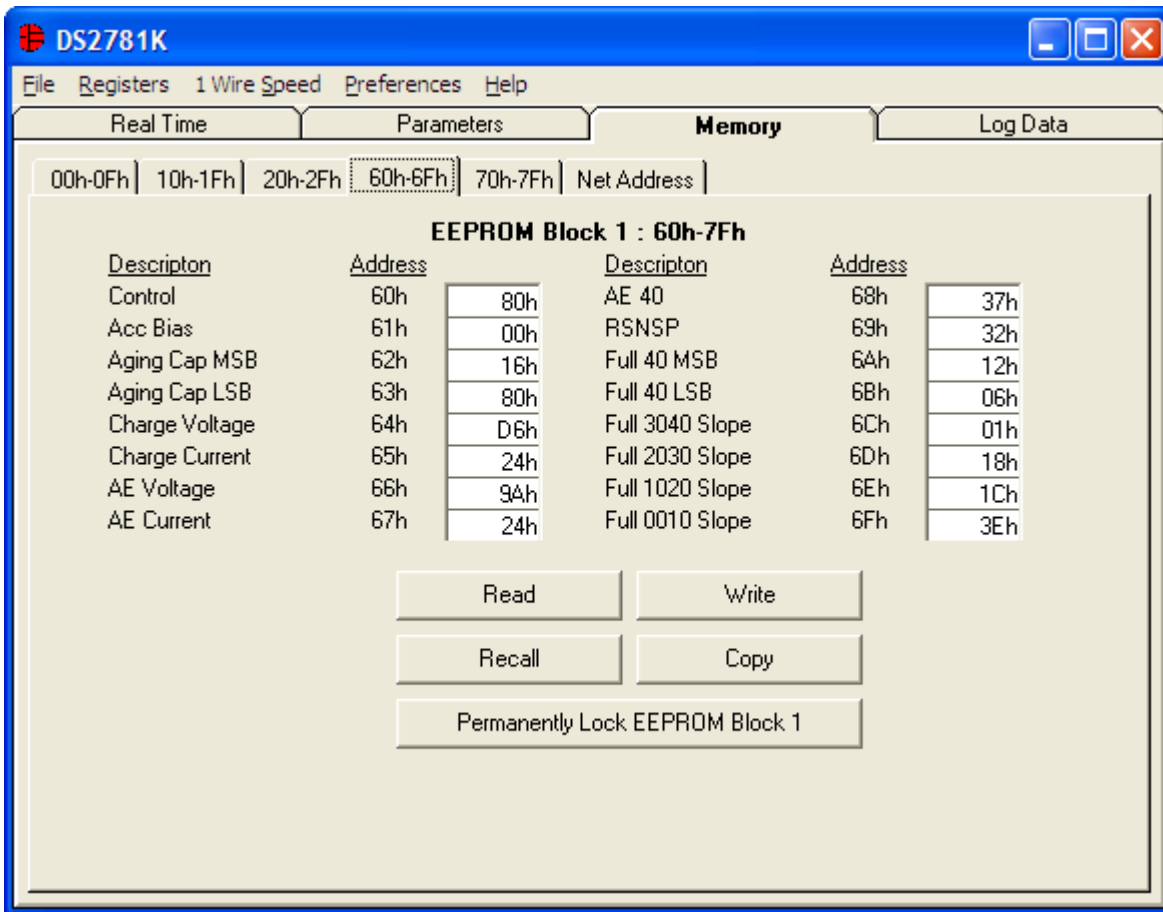 DS2781K
File Registers 1 Wire Speed Preferences Help
Real Time Parameters Memory Log Data
00h-0Fh 10h-1Fh 20h-2Fh 60h-6Fh 70h-7Fh Net Address
EEPROM Block 1 : 60h-7Fh
Descripton Address Descripton Address
Control 60h 80h AE 40 68h 37h
Acc Bias 61h 00h RSNSP 69h 32h
Aging Cap MSB 62h 16h Full 40 MSB 6Ah 12h
Aging Cap LSB 63h 80h Full 40 LSB 6Bh 06h
Charge Voltage 64h D6h Full 3040 Slope 6Ch 01h
Charge Current 65h 24h Full 2030 Slope 6Dh 18h
AE Voltage 66h 9Ah Full 1020 Slope 6Eh 1Ch
AE Current 67h 24h Full 0010 Slope 6Fh 3Eh
Read Write
Recall Copy
Permanently Lock EEPROM Block 1